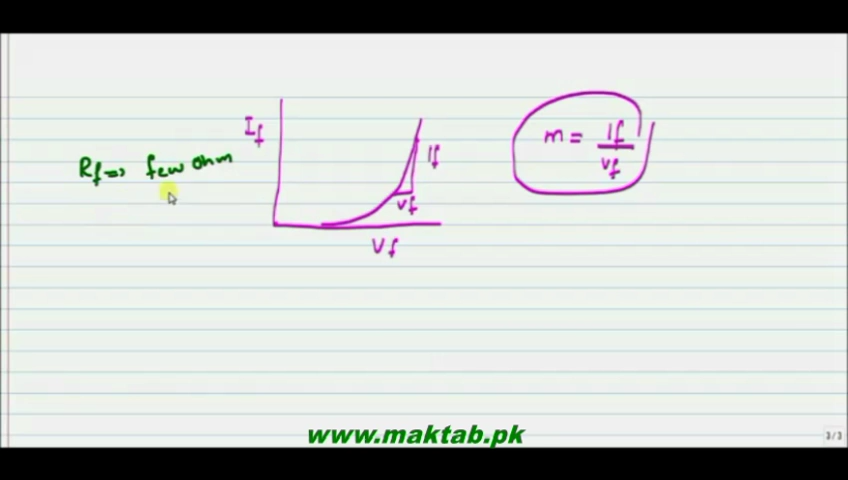 If
Rf => few ohm
If
Vf
Vf
m = If
Vf
www.maktab.pk
3/3